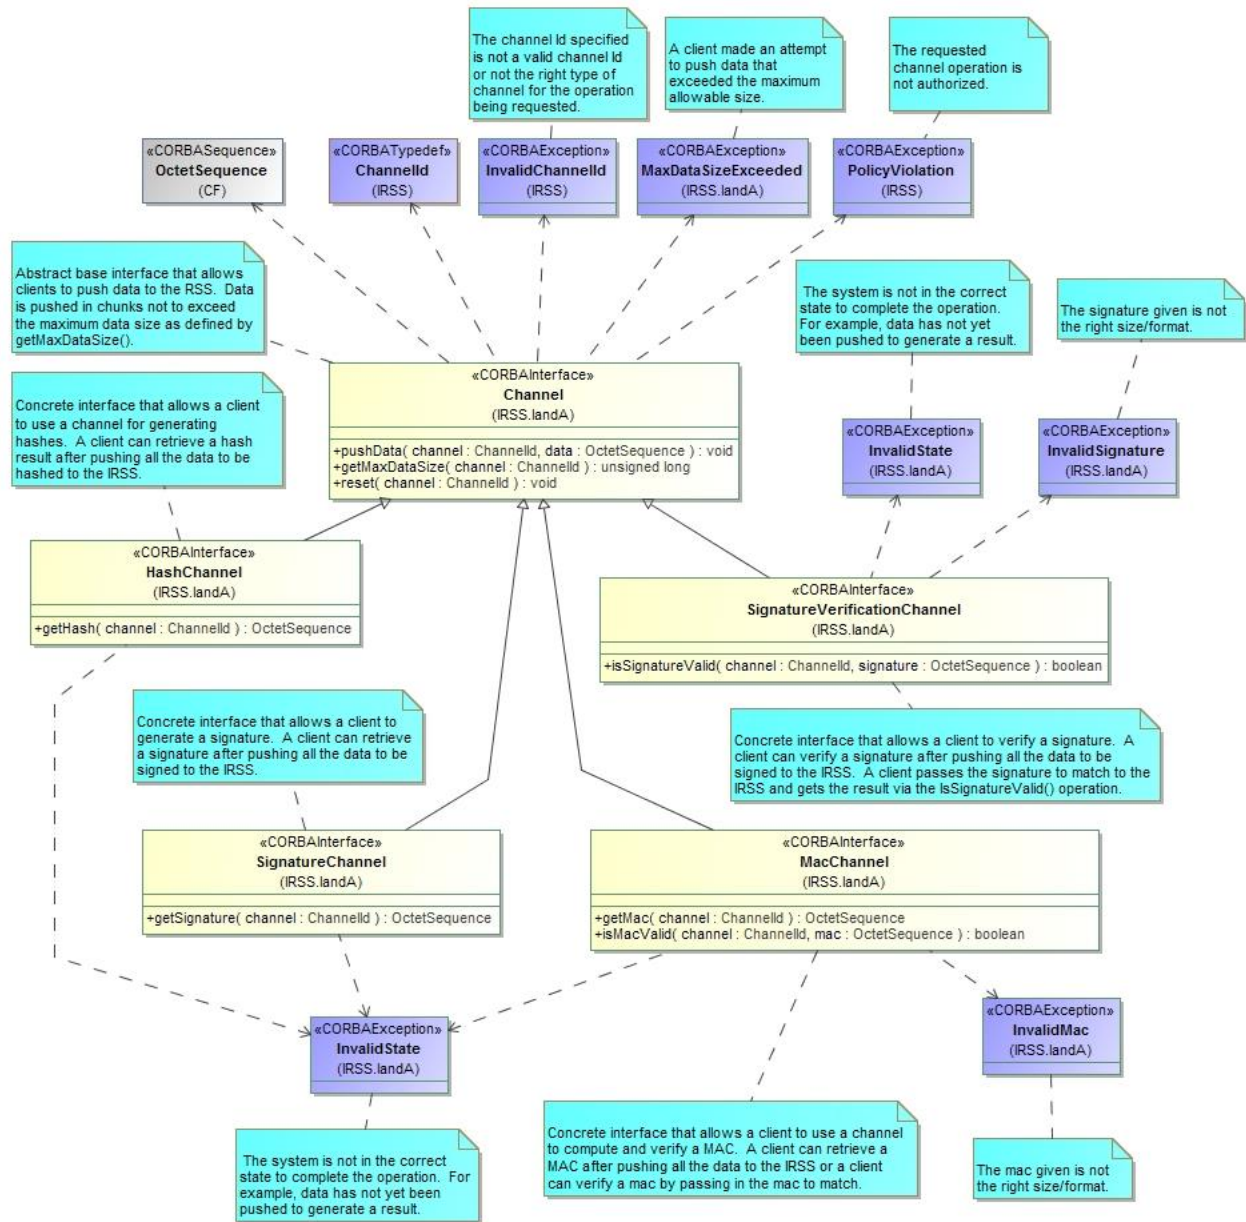 The channel Id specified
is not a valid channel Id
or not the right type of
channel for the operation
being requested.
A client made an attempt
to push data that
exceeded the maximum
allowable size.
The requested
channel operation is
not authorized.
«CORBASequence»
OctetSequence
(CF)
«CORBATypedef»
ChannelId
(IRSS)
«CORBAException»
InvalidChannelId
(IRSS)
«CORBAException»
MaxDataSizeExceeded
(IRSS.IandA)
«CORBAException»
PolicyViolation
(IRSS)
Abstract base interface that allows
clients to push data to the RSS.  Data
is pushed in chunks not to exceed
the maximum data size as defined by
getMaxDataSize().
The system is not in the correct
state to complete the operation.
For example, data has not yet
been pushed to generate a result.
The signature given is not
the right size/format.
«CORBAInterface»
Channel
(IRSS.IandA)
+pushData( channel : ChannelId, data : OctetSequence ) : void
+getMaxDataSize( channel : ChannelId ) : unsigned long
+reset( channel : ChannelId ) : void
Concrete interface that allows a client
to use a channel for generating
hashes.  A client can retrieve a hash
result after pushing all the data to be
hashed to the IRSS.
«CORBAException»
InvalidState
(IRSS.IandA)
«CORBAException»
InvalidSignature
(IRSS.IandA)
«CORBAInterface»
HashChannel
(IRSS.IandA)
+getHash( channel : ChannelId ) : OctetSequence
«CORBAInterface»
SignatureVerificationChannel
(IRSS.IandA)
+isSignatureValid( channel : ChannelId, signature : OctetSequence ) : boolean
Concrete interface that allows a client to
generate a signature.  A client can retrieve
a signature after pushing all the data to be
signed to the IRSS.
Concrete interface that allows a client to verify a signature.  A
client can verify a signature after pushing all the data to be
signed to the IRSS.  A client passes the signature to match to the
IRSS and gets the result via the IsSignatureValid() operation.
«CORBAInterface»
SignatureChannel
(IRSS.IandA)
+getSignature( channel : ChannelId ) : OctetSequence
«CORBAInterface»
MacChannel
(IRSS.IandA)
+getMac( channel : ChannelId ) : OctetSequence
+isMacValid( channel : ChannelId, mac : OctetSequence ) : boolean
«CORBAException»
InvalidState
(IRSS.IandA)
«CORBAException»
InvalidMac
(IRSS.IandA)
The system is not in the correct
state to complete the operation.  For
example, data has not yet been
pushed to generate a result.
Concrete interface that allows a client to use a channel
to compute and verify a MAC.  A client can retrieve a
MAC after pushing all the data to the IRSS or a client
can verify a mac by passing in the mac to match.
The mac given is not
the right size/format.